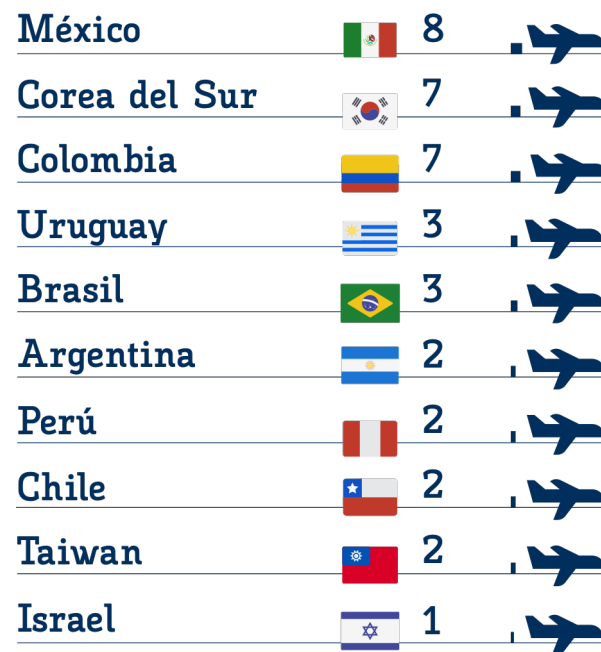 México 8
Corea del Sur 7
Colombia 7
Uruguay 3
Brasil 3
Argentina 2
Perú 2
Chile 2
Taiwan 2
Israel 1